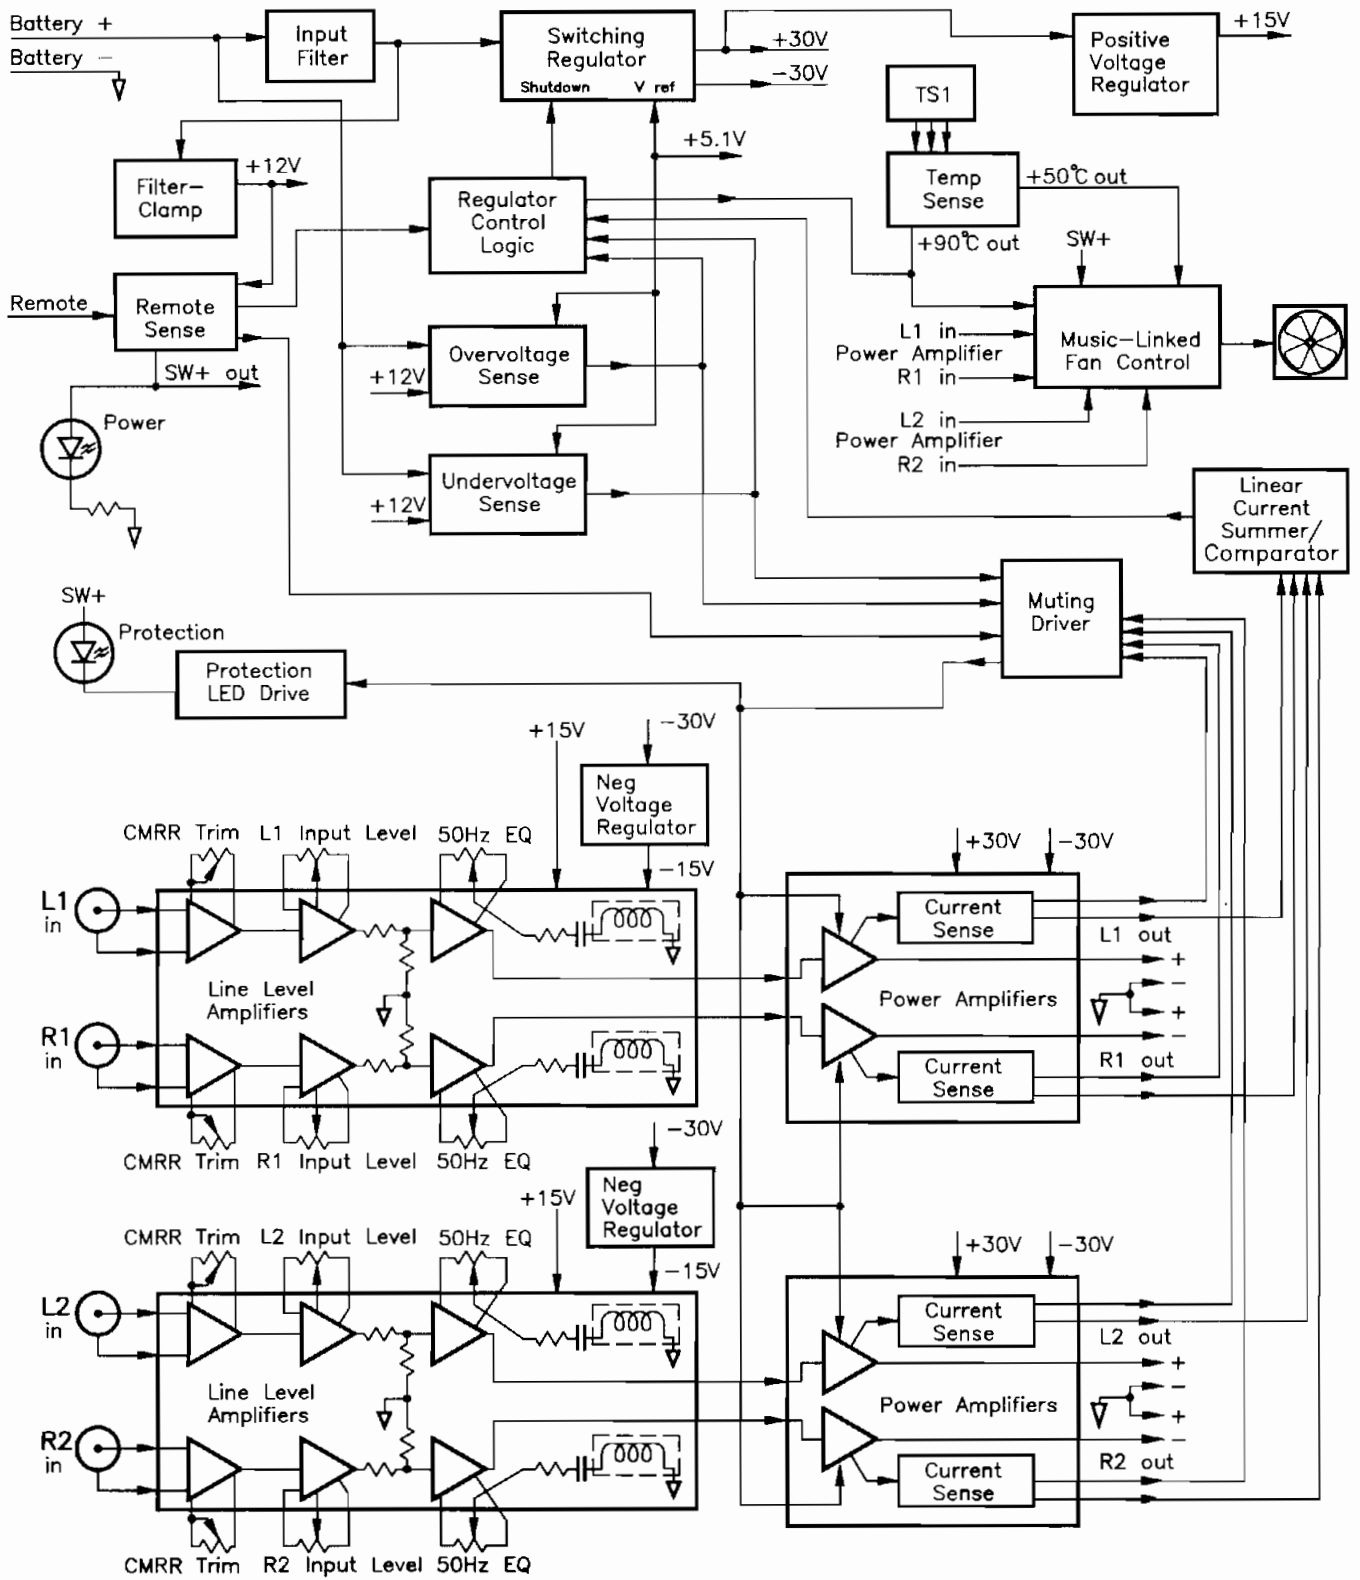 Battery +
Battery -
Input
Filter
Switching
Regulator
Shutdown V ref
+30V
-30V
Positive
Voltage
Regulator
+15V
TS1
+5.1V
Filter-
Clamp
+12V
Regulator
Control
Logic
Temp
Sense
+50°C out
+90°C out
SW+
Remote
Remote
Sense
SW+ out
Power
Overvoltage
Sense
+12V
Undervoltage
Sense
+12V
L1 in
Power Amplifier
R1 in
L2 in
Power Amplifier
R2 in
Music-Linked
Fan Control
Linear
Current
Summer/
Comparator
SW+
Protection
Protection
LED Drive
Muting
Driver
+15V
-30V
Neg
Voltage
Regulator
-15V
CMRR Trim
L1 Input Level
50Hz EQ
L1
in
R1
in
Line Level
Amplifiers
CMRR Trim
R1 Input Level
50Hz EQ
+30V
-30V
Current
Sense
L1 out
+
-
+
-
Power Amplifiers
Current
Sense
R1 out
-30V
Neg
Voltage
Regulator
+15V
-15V
CMRR Trim
L2 Input Level
50Hz EQ
L2
in
R2
in
Line Level
Amplifiers
CMRR Trim
R2 Input Level
50Hz EQ
+30V
-30V
Current
Sense
L2 out
+
-
+
-
Power Amplifiers
Current
Sense
R2 out